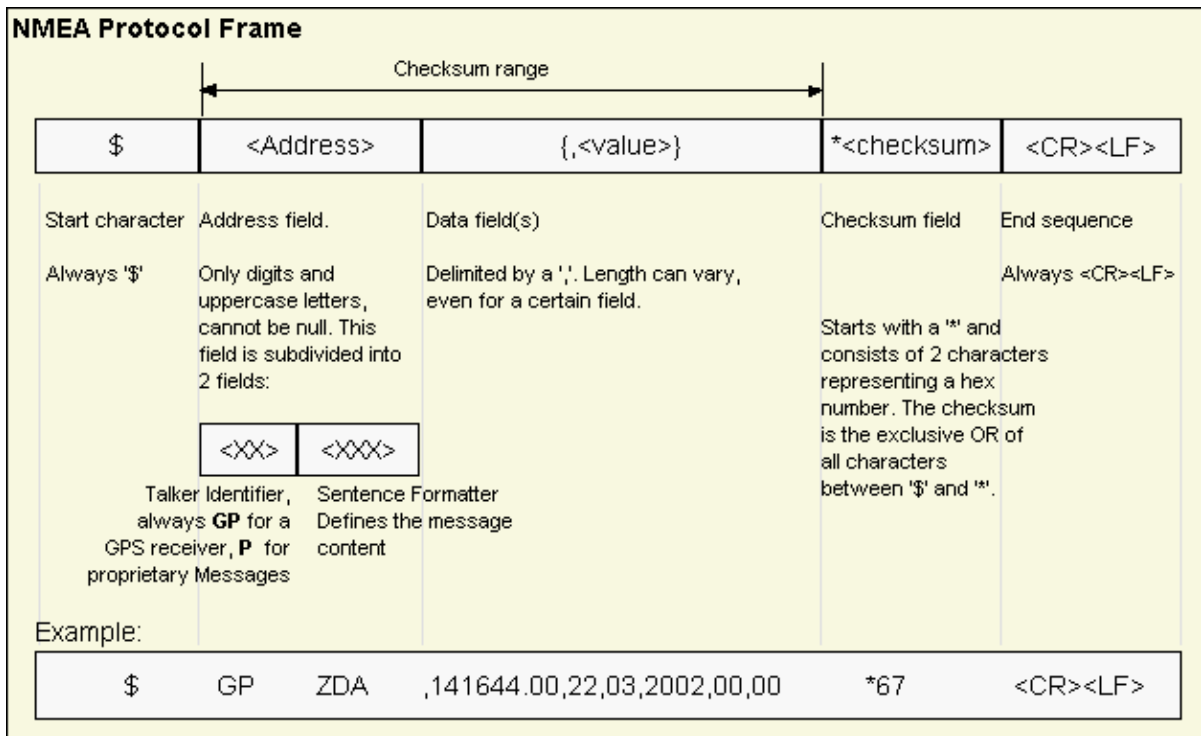 NMEA Protocol Frame
Checksum range
$ <Address> {,<value>} *<checksum> <CR><LF>
Start character
Always '$'
Address field.
Only digits and
uppercase letters,
cannot be null. This
field is subdivided into
2 fields:
<XX> <XXX>
Talker Identifier,
always GP for a
GPS receiver, P for
proprietary Messages
Sentence Formatter
Defines the message
content
Data field(s)
Delimited by a ','. Length can vary,
even for a certain field.
Checksum field
Starts with a '*' and
consists of 2 characters
representing a hex
number. The checksum
is the exclusive OR of
all characters
between '$' and '*'.
End sequence
Always <CR><LF>
Example:
$ GP ZDA ,141644.00,22,03,2002,00,00 *67 <CR><LF>